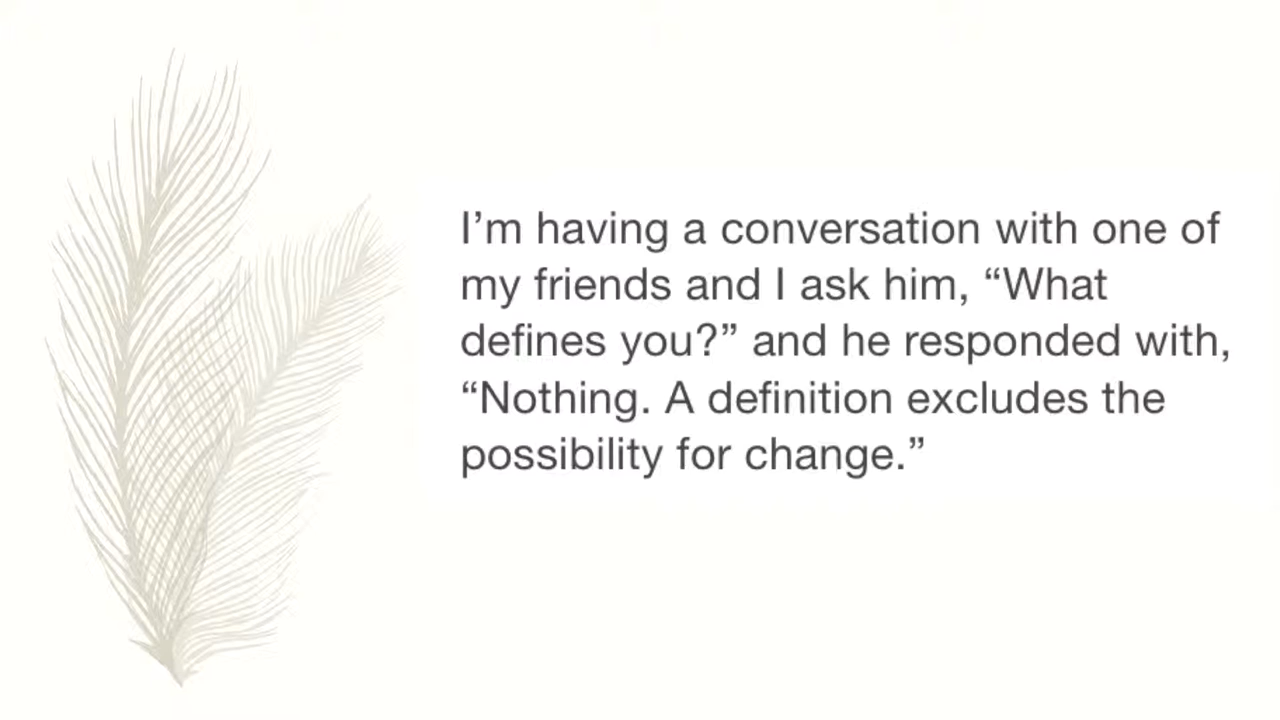 I’m having a conversation with one of
my friends and I ask him, “What
defines you?” and he responded with,
“Nothing. A definition excludes the
possibility for change.”